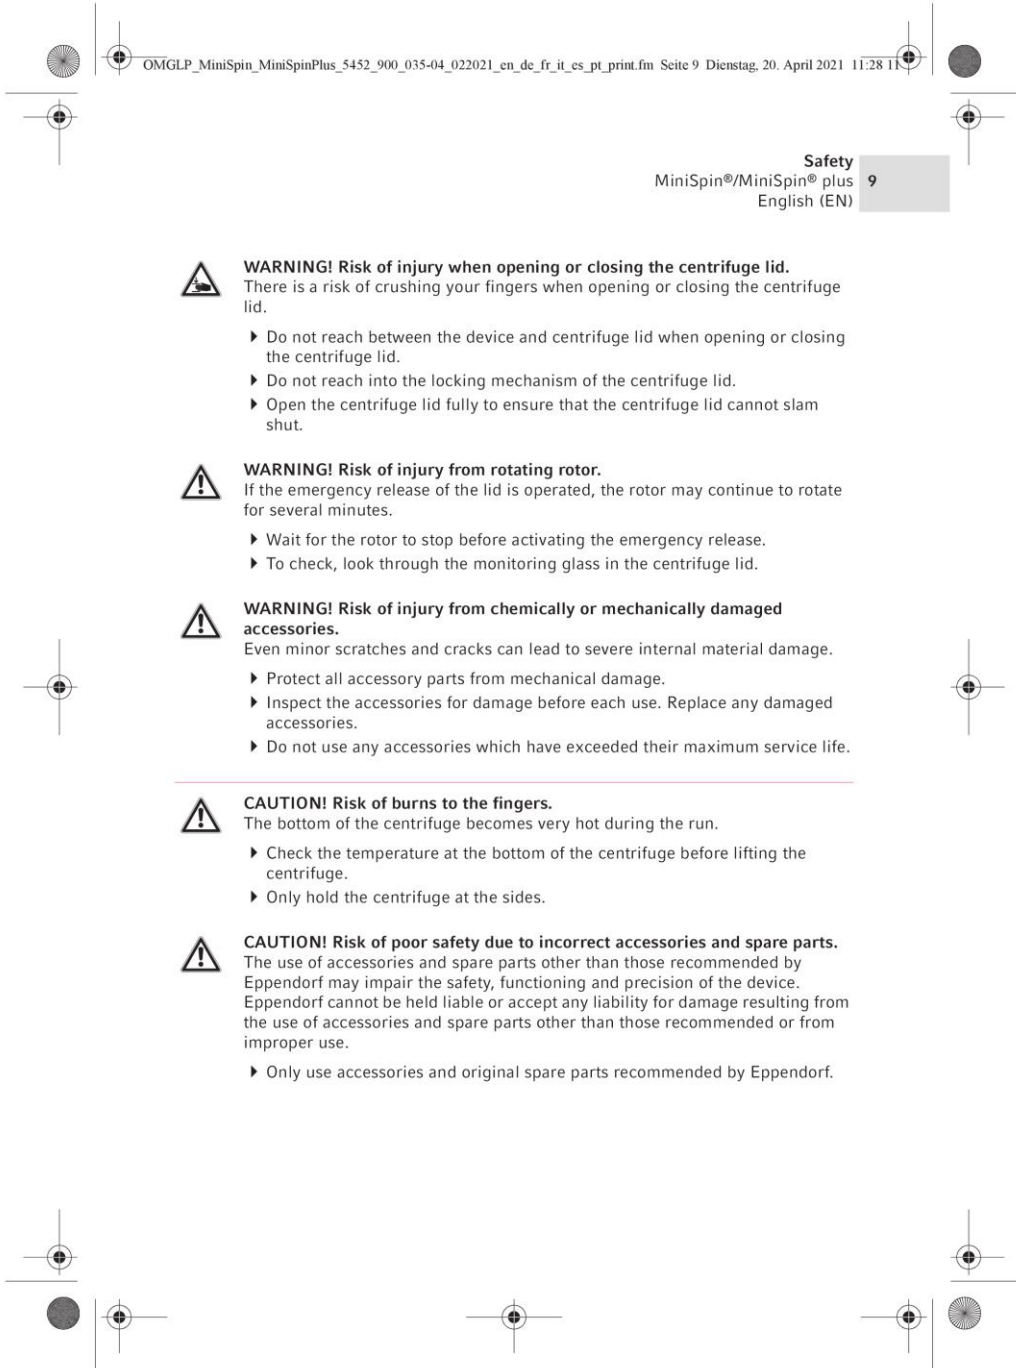 OMGLP_MiniSpin_MiniSpinPlus_5452_900_035-04_022021_en_de_fr_it_es_pt_print.fm Seite 9 Dienstag, 20. April 2021 11:28 11
Safety
MiniSpin®/MiniSpin® plus 9
English (EN)
WARNING! Risk of injury when opening or closing the centrifuge lid.
There is a risk of crushing your fingers when opening or closing the centrifuge
lid.
Do not reach between the device and centrifuge lid when opening or closing
the centrifuge lid.
Do not reach into the locking mechanism of the centrifuge lid.
Open the centrifuge lid fully to ensure that the centrifuge lid cannot slam
shut.
WARNING! Risk of injury from rotating rotor.
If the emergency release of the lid is operated, the rotor may continue to rotate
for several minutes.
Wait for the rotor to stop before activating the emergency release.
To check, look through the monitoring glass in the centrifuge lid.
WARNING! Risk of injury from chemically or mechanically damaged
accessories.
Even minor scratches and cracks can lead to severe internal material damage.
Protect all accessory parts from mechanical damage.
Inspect the accessories for damage before each use. Replace any damaged
accessories.
Do not use any accessories which have exceeded their maximum service life.
CAUTION! Risk of burns to the fingers.
The bottom of the centrifuge becomes very hot during the run.
Check the temperature at the bottom of the centrifuge before lifting the
centrifuge.
Only hold the centrifuge at the sides.
CAUTION! Risk of poor safety due to incorrect accessories and spare parts.
The use of accessories and spare parts other than those recommended by
Eppendorf may impair the safety, functioning and precision of the device.
Eppendorf cannot be held liable or accept any liability for damage resulting from
the use of accessories and spare parts other than those recommended or from
improper use.
Only use accessories and original spare parts recommended by Eppendorf.